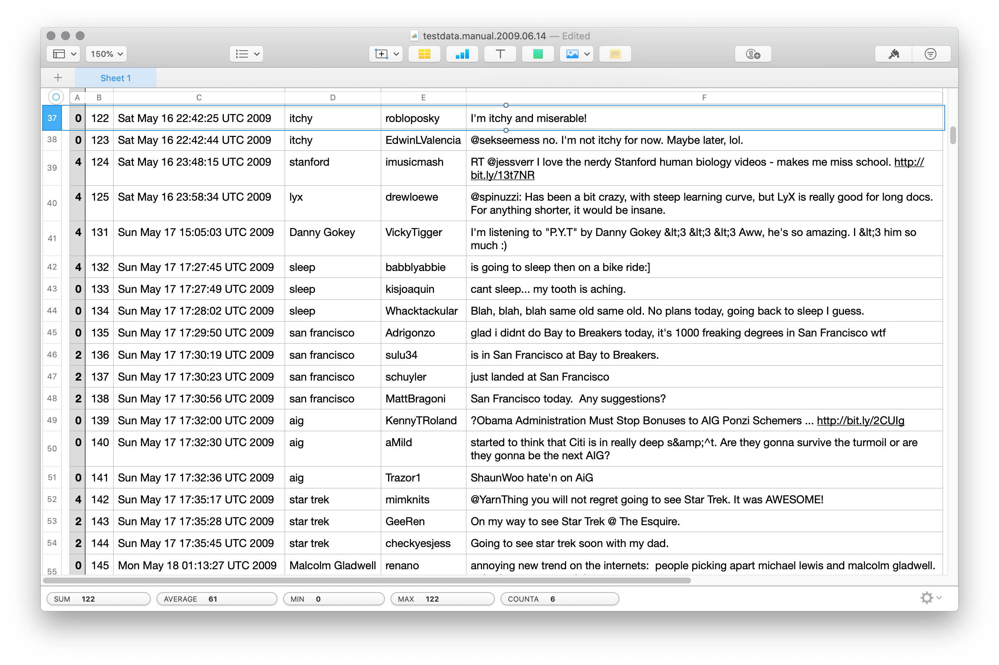 testdata.manual.2009.06.14 — Edited
150%
Sheet 1
A B C D E F
37 0 122 Sat May 16 22:42:25 UTC 2009 itchy robloposky I'm itchy and miserable!
38 0 123 Sat May 16 22:42:44 UTC 2009 itchy EdwinLValencia @sekseemess no. I'm not itchy for now. Maybe later, lol.
39 4 124 Sat May 16 23:48:15 UTC 2009 stanford imusicmash RT @jessverr I love the nerdy Stanford human biology videos - makes me miss school. http://
bit.ly/13t7NR
40 4 125 Sat May 16 23:58:34 UTC 2009 lyx drewloewe @spinuzzi: Has been a bit crazy, with steep learning curve, but LyX is really good for long docs.
For anything shorter, it would be insane.
41 4 131 Sun May 17 15:05:03 UTC 2009 Danny Gokey VickyTigger I'm listening to "P.Y.T" by Danny Gokey &lt;3 &lt;3 &lt;3 Aww, he's so amazing. I &lt;3 him so
much :)
42 4 132 Sun May 17 17:27:45 UTC 2009 sleep babblyabbie is going to sleep then on a bike ride:]
43 0 133 Sun May 17 17:27:49 UTC 2009 sleep kisjoaquin cant sleep... my tooth is aching.
44 0 134 Sun May 17 17:28:02 UTC 2009 sleep Whacktackular Blah, blah, blah same old same old. No plans today, going back to sleep I guess.
45 0 135 Sun May 17 17:29:50 UTC 2009 san francisco Adrigonzo glad i didnt do Bay to Breakers today, it's 1000 freaking degrees in San Francisco wtf
46 2 136 Sun May 17 17:30:19 UTC 2009 san francisco sulu34 is in San Francisco at Bay to Breakers.
47 2 137 Sun May 17 17:30:23 UTC 2009 san francisco schuyler just landed at San Francisco
48 2 138 Sun May 17 17:30:56 UTC 2009 san francisco MattBragoni San Francisco today.  Any suggestions?
49 0 139 Sun May 17 17:32:00 UTC 2009 aig KennyTRoland ?Obama Administration Must Stop Bonuses to AIG Ponzi Schemers ... http://bit.ly/2CUIg
50 0 140 Sun May 17 17:32:30 UTC 2009 aig aMild started to think that Citi is in really deep s&amp;^t. Are they gonna survive the turmoil or are
they gonna be the next AIG?
51 0 141 Sun May 17 17:32:36 UTC 2009 aig Trazor1 ShaunWoo hate'n on AiG
52 4 142 Sun May 17 17:35:17 UTC 2009 star trek mimknits @YarnThing you will not regret going to see Star Trek. It was AWESOME!
53 2 143 Sun May 17 17:35:28 UTC 2009 star trek GeeRen On my way to see Star Trek @ The Esquire.
54 2 144 Sun May 17 17:35:45 UTC 2009 star trek checkyesjess Going to see star trek soon with my dad.
55 0 145 Mon May 18 01:13:27 UTC 2009 Malcolm Gladwell renano annoying new trend on the internets:  people picking apart michael lewis and malcolm gladwell.
SUM 122 AVERAGE 61 MIN 0 MAX 122 COUNTA 6